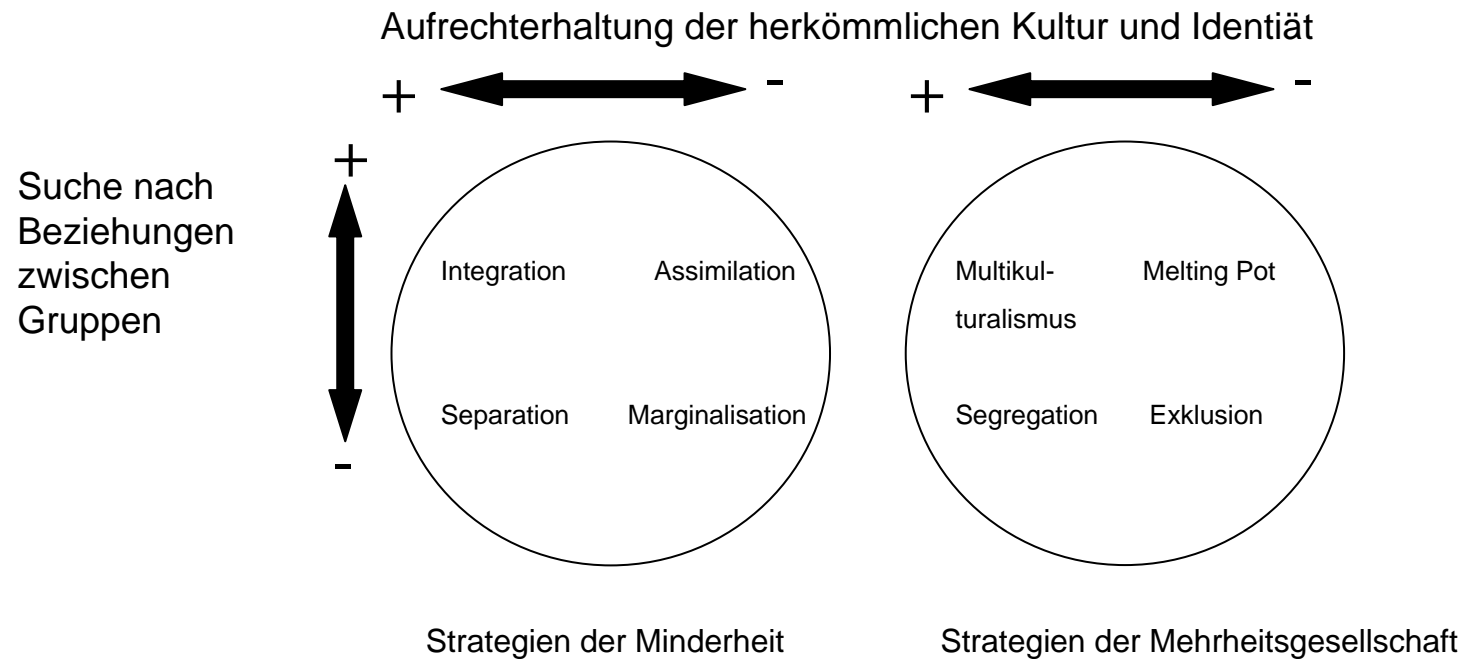 Aufrechterhaltung der herkömmlichen Kultur und Identiät
+ - + -
+
Suche nach
Beziehungen
zwischen
Gruppen
-
Integration Assimilation
Separation Marginalisation
Multikul- Melting Pot
turalismus
Segregation Exklusion
Strategien der Minderheit
Strategien der Mehrheitsgesellschaft